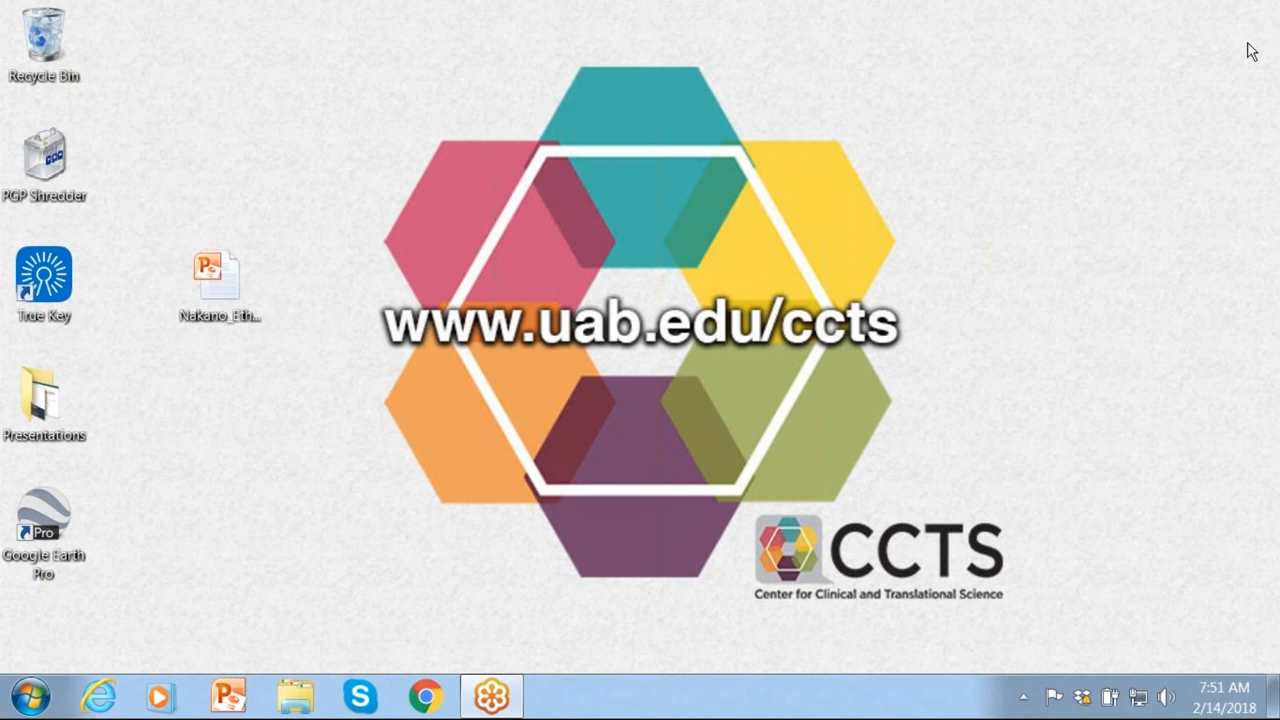 Recycle Bin
PGP Shredder
True Key
Nakano_Eth...
Presentations
Pro
Google Earth
Pro
www.uab.edu/ccts
CCTS
Center for Clinical and Translational Science
7:51 AM
2/14/2018